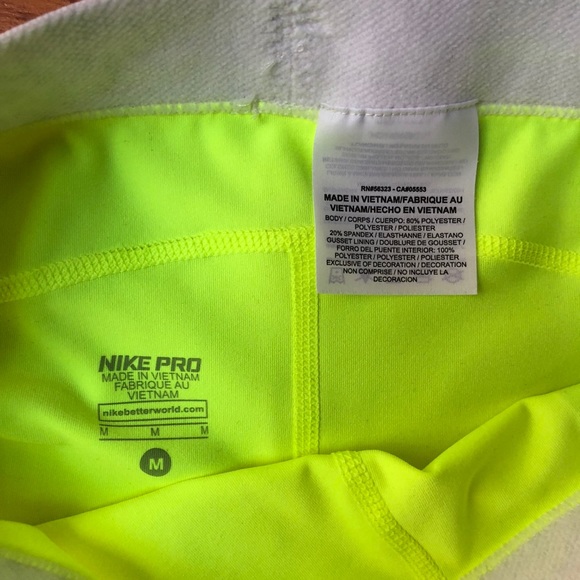 RN#56323 - CA#05553
MADE IN VIETNAM/FABRIQUE AU
VIETNAM/HECHO EN VIETNAM
BODY / CORPS / CUERPO: 80% POLYESTER /
POLYESTER / POLIESTER
20% SPANDEX / ELASTHANNE / ELASTANO
GUSSET LINING / DOUBLURE DE GOUSSET /
FORRO DEL PUENTE INTERIOR: 100%
POLYESTER / POLYESTER / POLIESTER
EXCLUSIVE OF DECORATION / DECORATION
NON COMPRISE / NO INCLUYE LA
DECORACION
NIKE PRO
MADE IN VIETNAM
FABRIQUE AU
VIETNAM
nikebetterworld.com
M M M
M